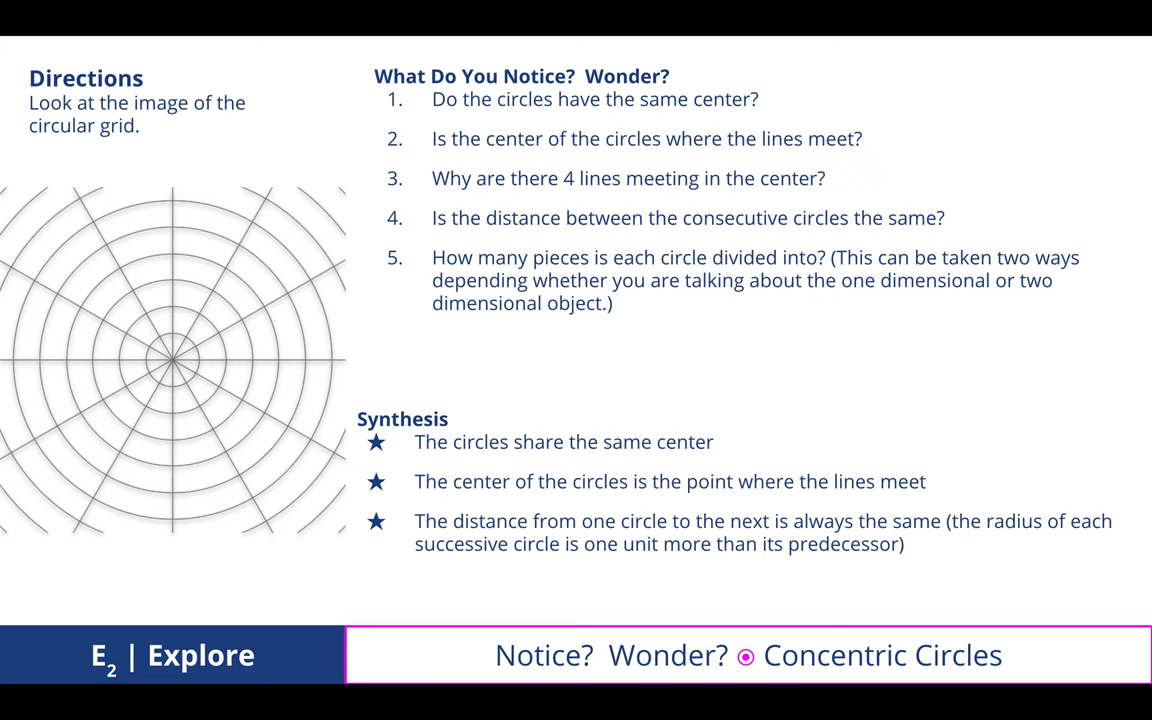 Directions
Look at the image of the
circular grid.
What Do You Notice?  Wonder?
1. Do the circles have the same center?
2. Is the center of the circles where the lines meet?
3. Why are there 4 lines meeting in the center?
4. Is the distance between the consecutive circles the same?
5. How many pieces is each circle divided into? (This can be taken two ways
depending whether you are talking about the one dimensional or two
dimensional object.)
Synthesis
★ The circles share the same center
★ The center of the circles is the point where the lines meet
★ The distance from one circle to the next is always the same (the radius of each
successive circle is one unit more than its predecessor)
E2 | Explore
Notice?  Wonder? ⦿ Concentric Circles